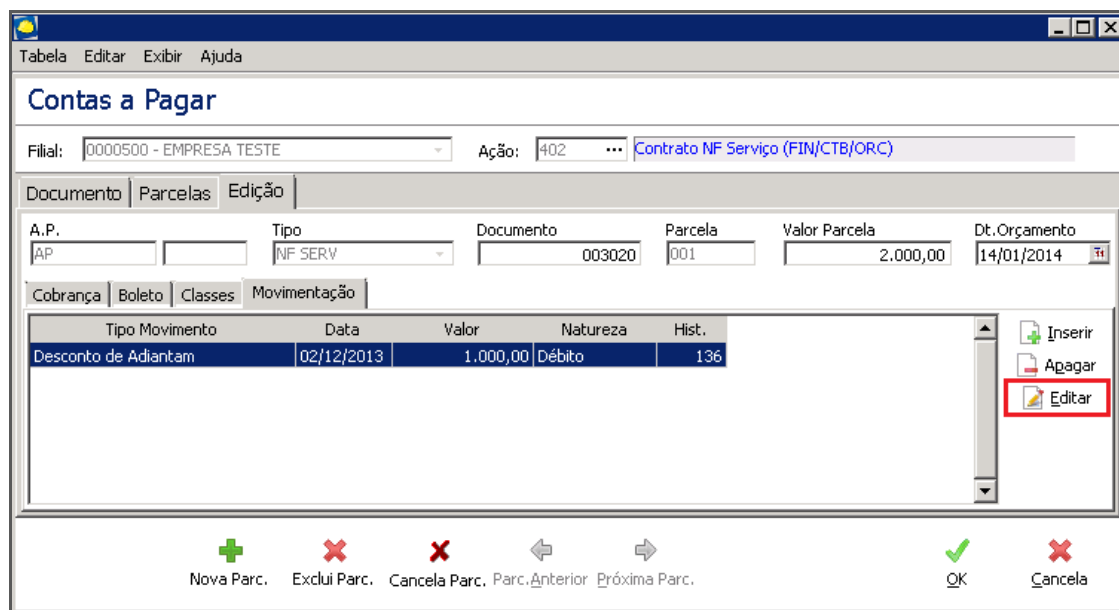 Tabela Editar Exibir Ajuda
Contas a Pagar
Filial: 0000500 - EMPRESA TESTE Ação: 402 ... Contrato NF Serviço (FIN/CTB/ORC)
Documento Parcelas Edição
A.P. Tipo Documento Parcela Valor Parcela Dt.Orçamento
AP NF SERV 003020 001 2.000,00 14/01/2014
Cobrança Boleto Classes Movimentação
Tipo Movimento Data Valor Natureza Hist.
Desconto de Adiantam 02/12/2013 1.000,00 Débito 136
Inserir
Apagar
Editar
Nova Parc. Exclui Parc. Cancela Parc. Parc.Anterior Próxima Parc. OK Cancela